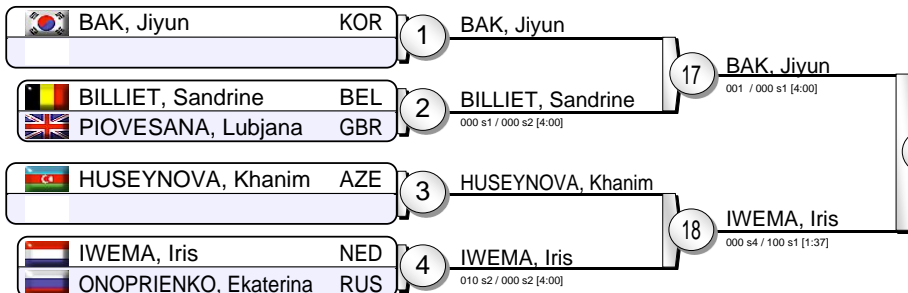 BAK, Jiyun KOR
1
BAK, Jiyun
BILLIET, Sandrine BEL
PIOVESANA, Lubjana GBR
2
BILLIET, Sandrine
000 s1 / 000 s2 [4:00]
17
BAK, Jiyun
001 / 000 s1 [4:00]
HUSEYNOVA, Khanim AZE
3
HUSEYNOVA, Khanim
IWEMA, Iris NED
ONOPRIENKO, Ekaterina RUS
4
IWEMA, Iris
010 s2 / 000 s2 [4:00]
18
IWEMA, Iris
000 s4 / 100 s1 [1:37]